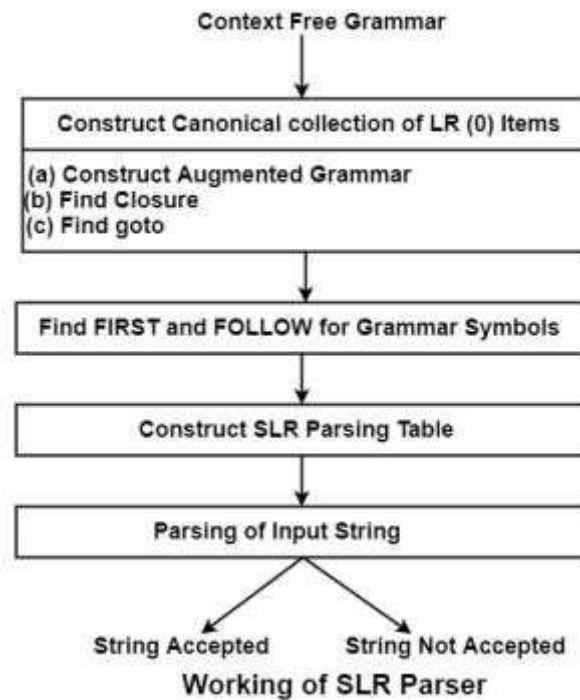 Context Free Grammar
Construct Canonical collection of LR (0) Items
(a) Construct Augmented Grammar
(b) Find Closure
(c) Find goto
Find FIRST and FOLLOW for Grammar Symbols
Construct SLR Parsing Table
Parsing of Input String
String Accepted String Not Accepted
Working of SLR Parser